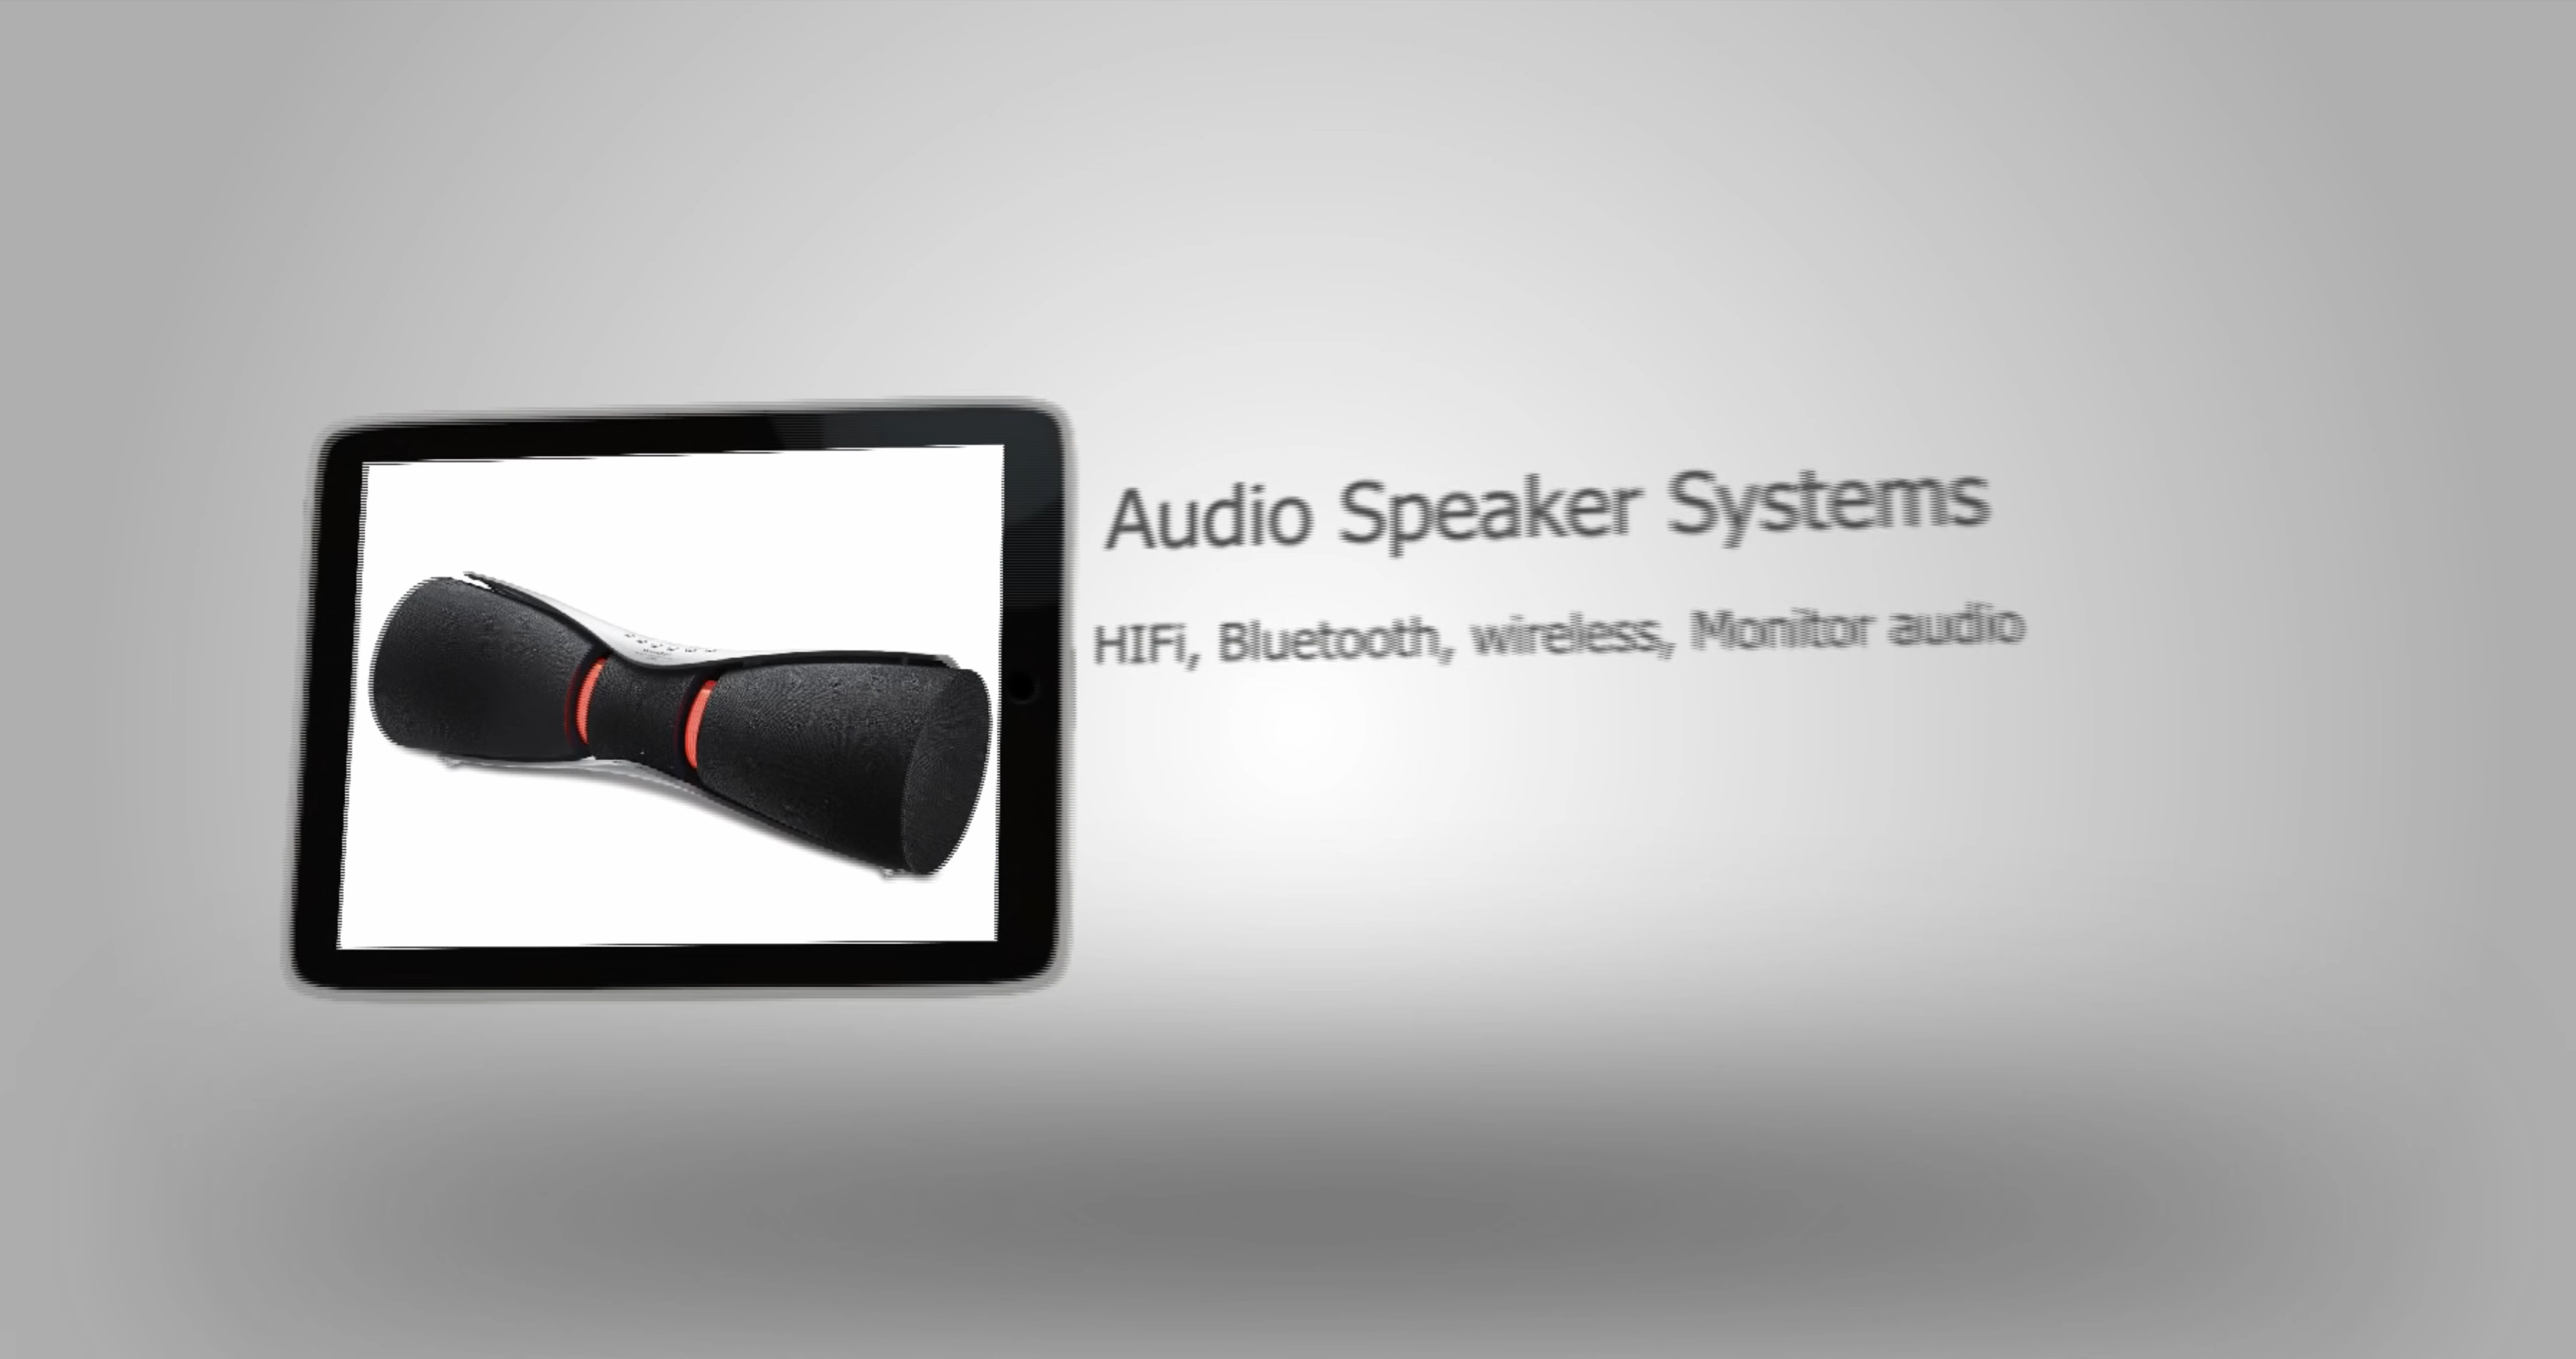 Audio Speaker Systems
HIFi, Bluetooth, wireless, Monitor audio